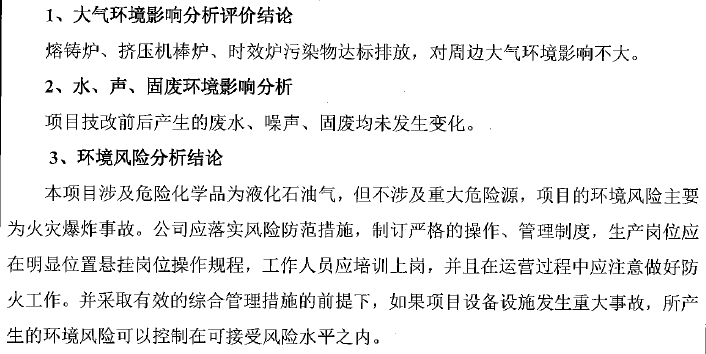 1、大气环境影响分析评价结论
熔铸炉、挤压机棒炉、时效炉污染物达标排放，对周边大气环境影响不大。
2、水、声、固废环境影响分析
项目技改前后产生的废水、噪声、固废均未发生变化。
3、环境风险分析结论
本项目涉及危险化学品为液化石油气，但不涉及重大危险源，项目的环境风险主要
为火灾爆炸事故。公司应落实风险防范措施，制订严格的操作、管理制度，生产岗位应
在明显位置悬挂岗位操作规程，工作人员应培训上岗，并且在运营过程中应注意做好防
火工作。并采取有效的综合管理措施的前提下，如果项目设备设施发生重大事故，所产
生的环境风险可以控制在可接受风险水平之内。